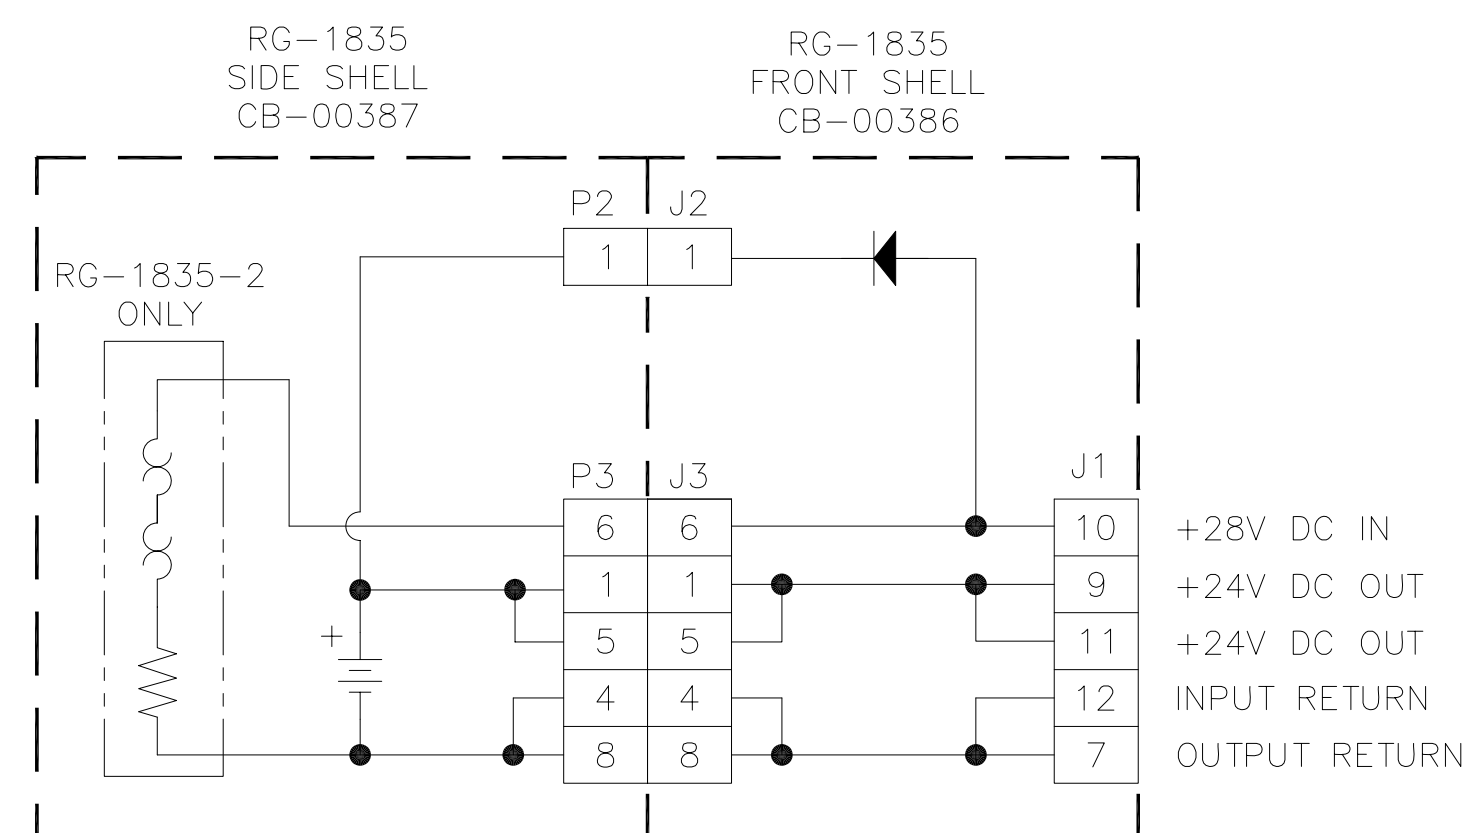 RG-1835
SIDE SHELL
CB-00387
RG-1835
FRONT SHELL
CB-00386
P2 J2
1 1
RG-1835-2
ONLY
P3 J3 J1
6 6 10 +28V DC IN
1 1 9 +24V DC OUT
+
5 5 11 +24V DC OUT
4 4 12 INPUT RETURN
8 8 7 OUTPUT RETURN